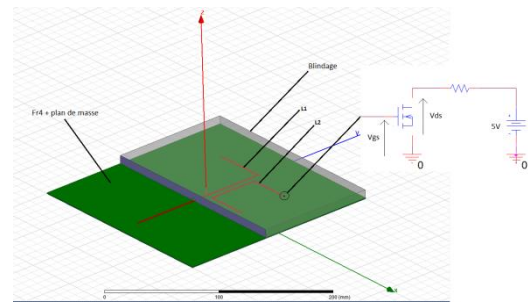 Z
Blindage
Fr4 + plan de masse
L1
L2
Vgs
Vds
5V
0
0
0
100
200 (mm)